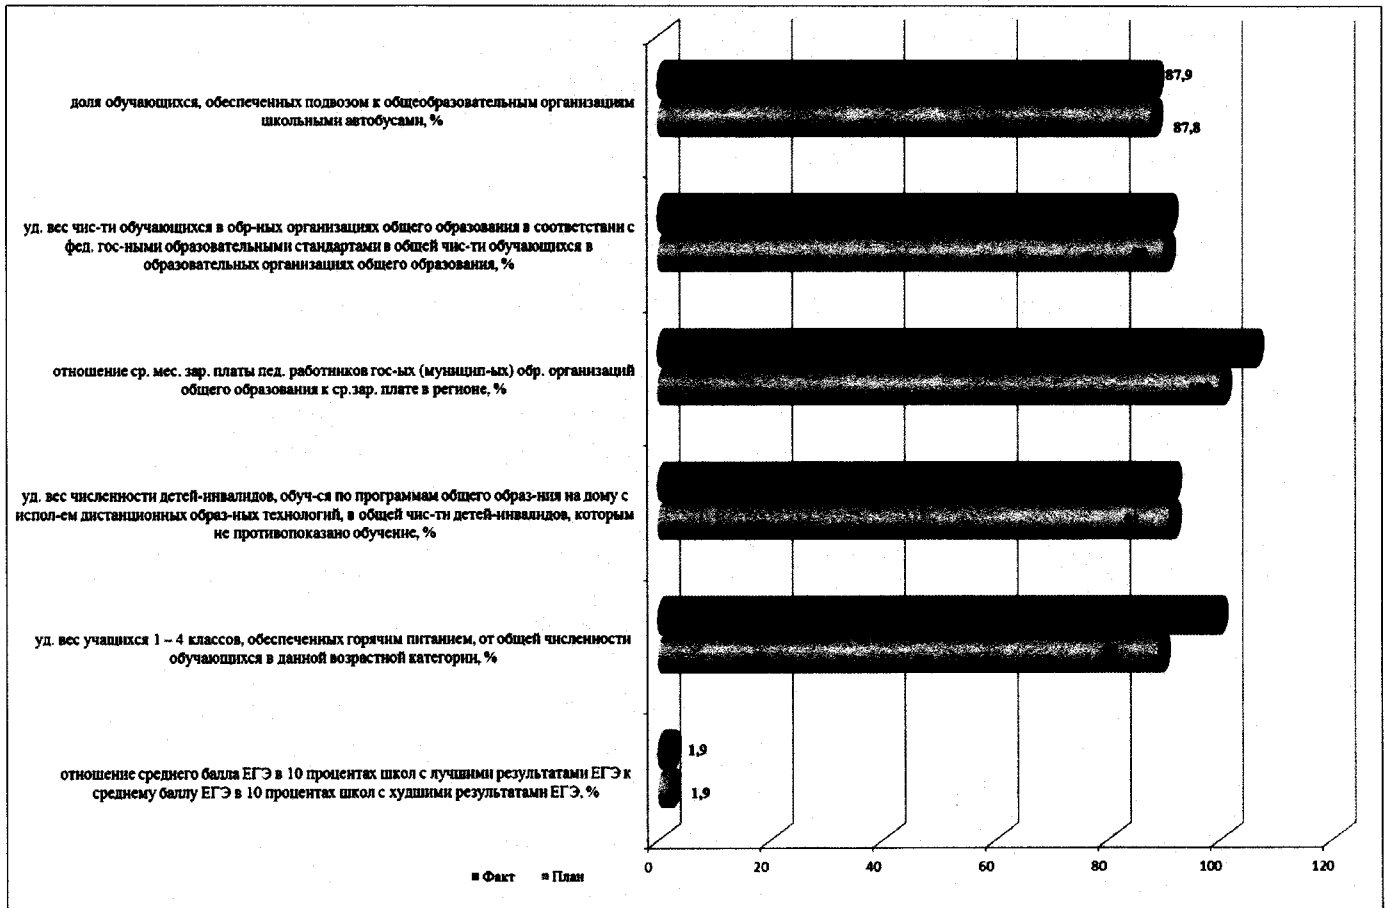 доля обучающихся, обеспеченных подвозом к общеобразовательным организациям
школьными автобусами, %
87,9
87,8
уд. вес чис-ти обучающихся в обр-ных организациях общего образования в соответствии с
фед. гос-ными образовательными стандартами в общей чис-ти обучающихся в
образовательных организациях общего образования, %
отношение ср. мес. зар. платы пед. работников гос-ых (муницип-ых) обр. организаций
общего образования к ср.зар. плате в регионе, %
уд. вес численности детей-инвалидов, обуч-ся по программам общего образ-ния на дому с
испол-ем дистанционных образ-ных технологий, в общей чис-ти детей-инвалидов, которым
не противопоказано обучение, %
уд. вес учащихся 1 – 4 классов, обеспеченных горячим питанием, от общей численности
обучающихся в данной возрастной категории, %
отношение среднего балла ЕГЭ в 10 процентах школ с лучшими результатами ЕГЭ к
среднему баллу ЕГЭ в 10 процентах школ с худшими результатами ЕГЭ, %
1,9
1,9
0 20 40 60 80 100 120
Факт План